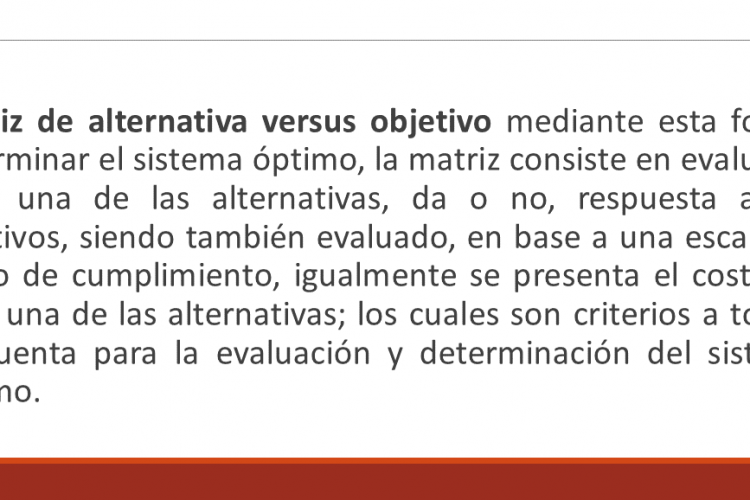 iz de alternativa versus objetivo mediante esta fo
rminar el sistema óptimo, la matriz consiste en evalu
una de las alternativas, da o no, respuesta a
tivos, siendo también evaluado, en base a una esca
o de cumplimiento, igualmente se presenta el cost
una de las alternativas; los cuales son criterios a to
uenta para la evaluación y determinación del sist
mo.